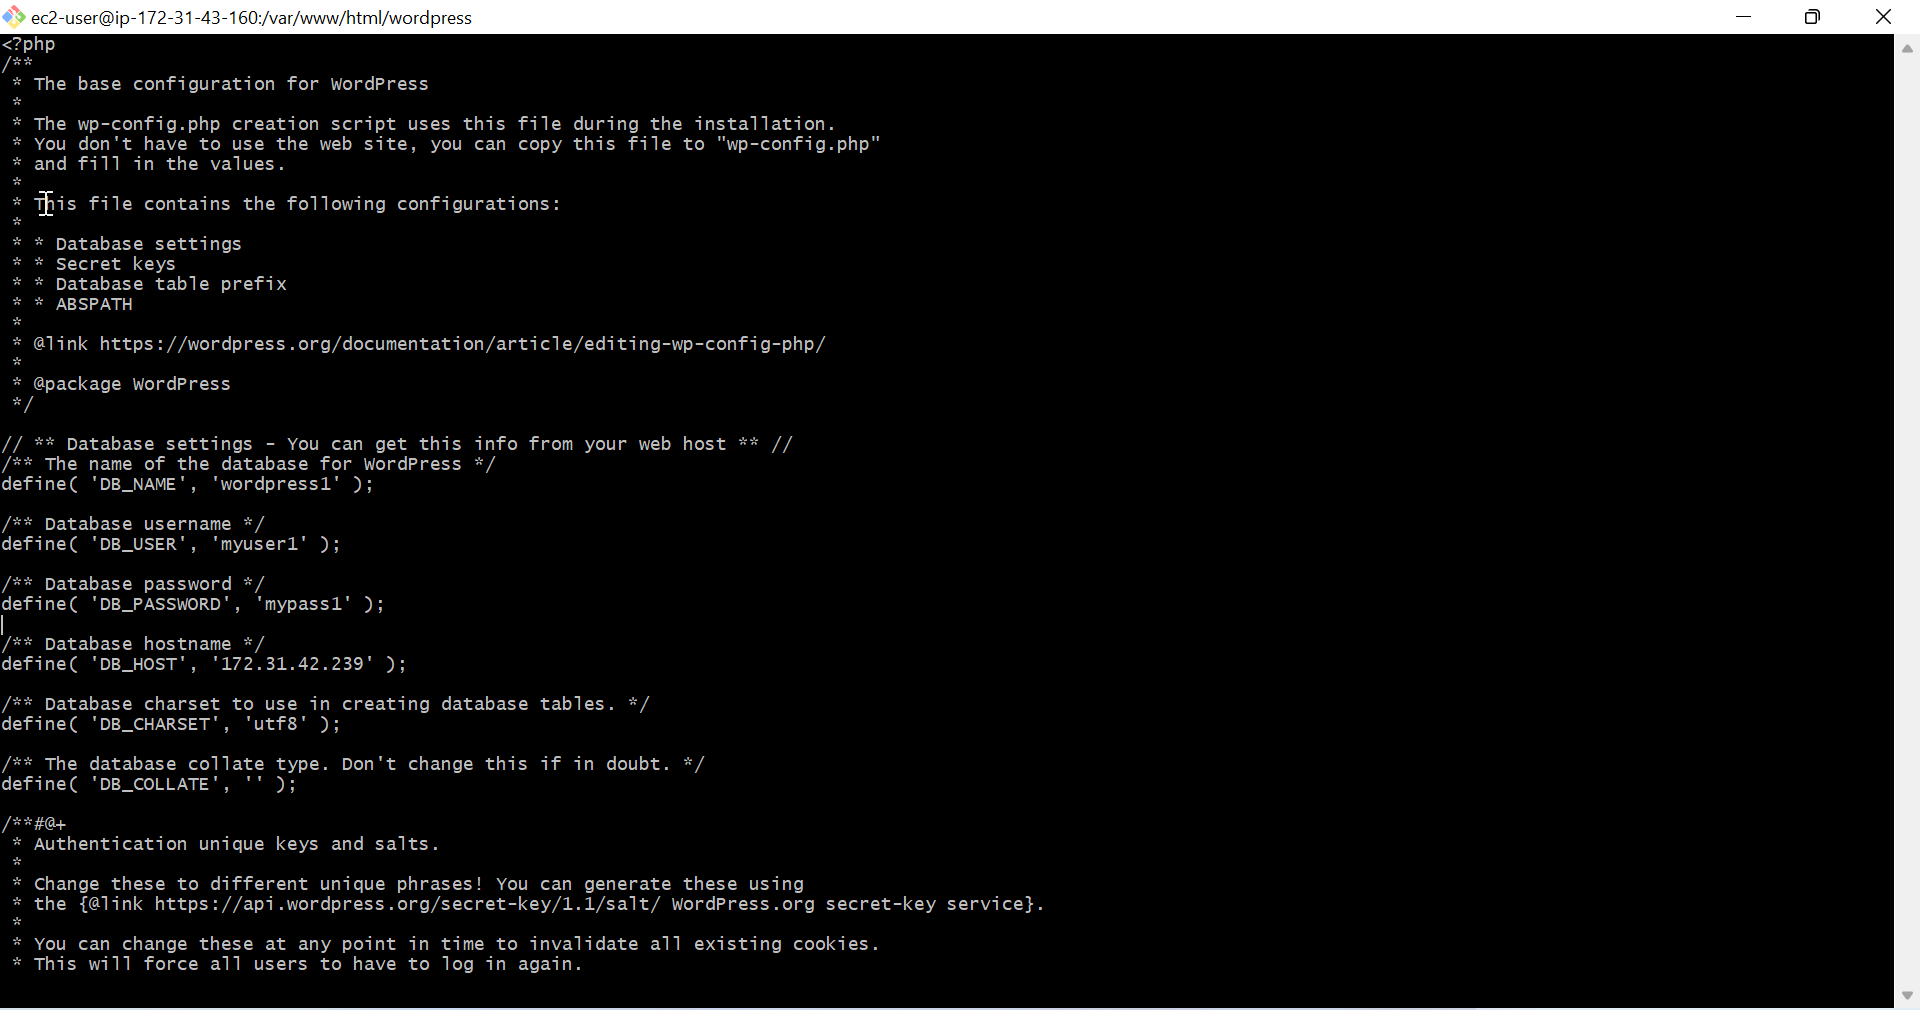 ec2-user@ip-172-31-43-160:/var/www/html/wordpress
<?php
/**
 * The base configuration for WordPress
 *
 * The wp-config.php creation script uses this file during the installation.
 * You don't have to use the web site, you can copy this file to "wp-config.php"
 * and fill in the values.
 *
 * This file contains the following configurations:
 *
 * * Database settings
 * * Secret keys
 * * Database table prefix
 * * ABSPATH
 *
 * @link https://wordpress.org/documentation/article/editing-wp-config-php/
 *
 * @package WordPress
 */

// ** Database settings - You can get this info from your web host ** //
/** The name of the database for WordPress */
define( 'DB_NAME', 'wordpress1' );

/** Database username */
define( 'DB_USER', 'myuser1' );

/** Database password */
define( 'DB_PASSWORD', 'mypass1' );

/** Database hostname */
define( 'DB_HOST', '172.31.42.239' );

/** Database charset to use in creating database tables. */
define( 'DB_CHARSET', 'utf8' );

/** The database collate type. Don't change this if in doubt. */
define( 'DB_COLLATE', '' );

/**#@+
 * Authentication unique keys and salts.
 *
 * Change these to different unique phrases! You can generate these using
 * the {@link https://api.wordpress.org/secret-key/1.1/salt/ WordPress.org secret-key service}.
 *
 * You can change these at any point in time to invalidate all existing cookies.
 * This will force all users to have to log in again.